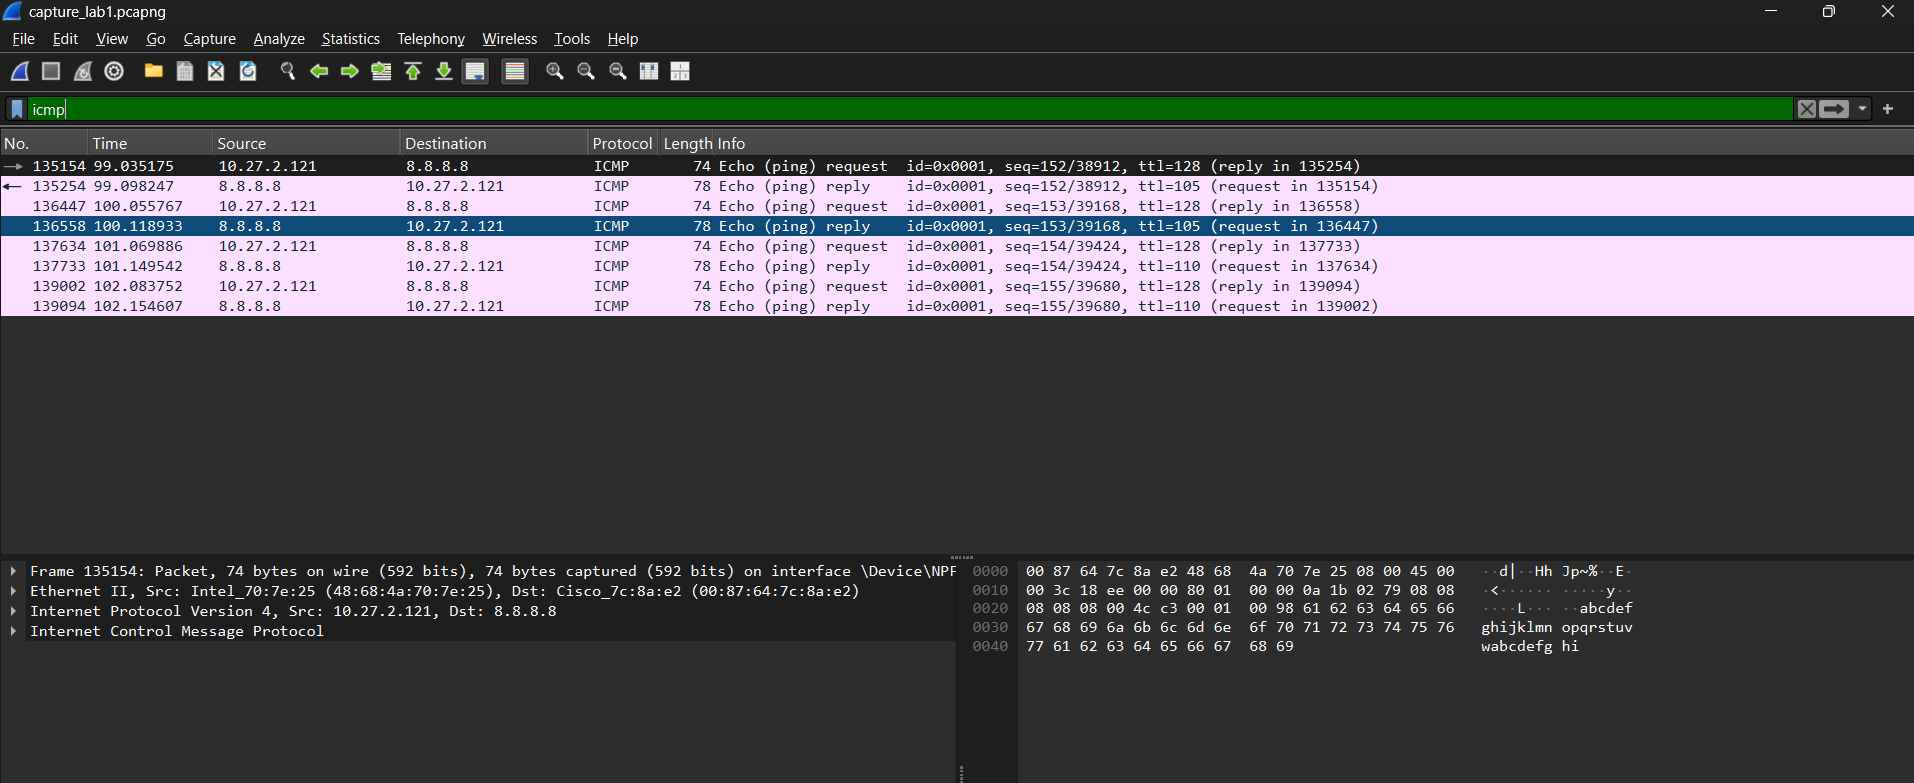 capture_lab1.pcapng
File Edit View Go Capture Analyze Statistics Telephony Wireless Tools Help
icmp
No. Time Source Destination Protocol Length Info
135154 99.035175 10.27.2.121 8.8.8.8 ICMP 74 Echo (ping) request id=0x0001, seq=152/38912, ttl=128 (reply in 135254)
135254 99.098247 8.8.8.8 10.27.2.121 ICMP 78 Echo (ping) reply id=0x0001, seq=152/38912, ttl=105 (request in 135154)
136447 100.055767 10.27.2.121 8.8.8.8 ICMP 74 Echo (ping) request id=0x0001, seq=153/39168, ttl=128 (reply in 136558)
136558 100.118933 8.8.8.8 10.27.2.121 ICMP 78 Echo (ping) reply id=0x0001, seq=153/39168, ttl=105 (request in 136447)
137634 101.069886 10.27.2.121 8.8.8.8 ICMP 74 Echo (ping) request id=0x0001, seq=154/39424, ttl=128 (reply in 137733)
137733 101.149542 8.8.8.8 10.27.2.121 ICMP 78 Echo (ping) reply id=0x0001, seq=154/39424, ttl=110 (request in 137634)
139002 102.083752 10.27.2.121 8.8.8.8 ICMP 74 Echo (ping) request id=0x0001, seq=155/39680, ttl=128 (reply in 139094)
139094 102.154607 8.8.8.8 10.27.2.121 ICMP 78 Echo (ping) reply id=0x0001, seq=155/39680, ttl=110 (request in 139002)
Frame 135154: Packet, 74 bytes on wire (592 bits), 74 bytes captured (592 bits) on interface \Device\NPF
Ethernet II, Src: Intel_70:7e:25 (48:68:4a:70:7e:25), Dst: Cisco_7c:8a:e2 (00:87:64:7c:8a:e2)
Internet Protocol Version 4, Src: 10.27.2.121, Dst: 8.8.8.8
Internet Control Message Protocol
0000 00 87 64 7c 8a e2 48 68 4a 70 7e 25 08 00 45 00 ··d|··Hh Jp~%··E·
0010 00 3c 18 ee 00 00 80 01 00 00 0a 1b 02 79 08 08 ·<······ ·····y··
0020 08 08 08 00 4c c3 00 01 00 98 61 62 63 64 65 66 ····L··· ··abcdef
0030 67 68 69 6a 6b 6c 6d 6e 6f 70 71 72 73 74 75 76 ghijklmn opqrstuv
0040 77 61 62 63 64 65 66 67 68 69 wabcdefg hi